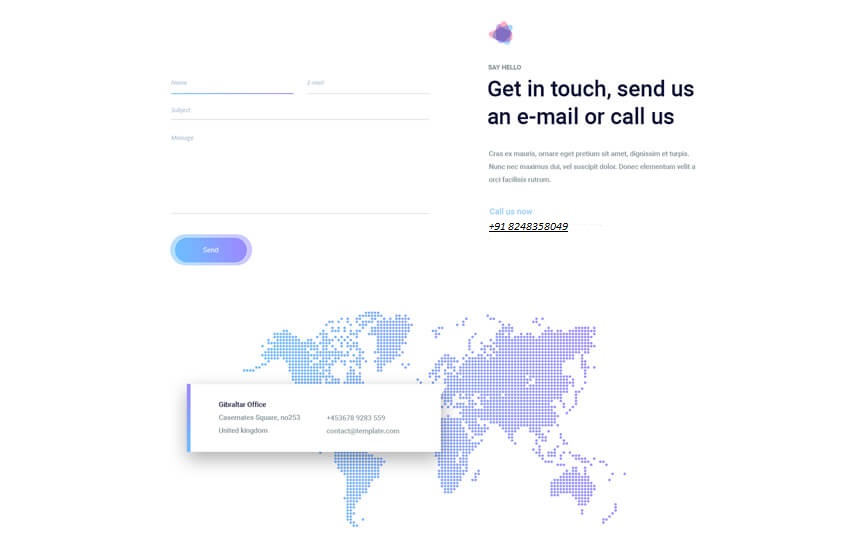 Name
E-mail
Subject
Message
Send
SAY HELLO
Get in touch, send us
an e-mail or call us
Cras ex mauris, ornare eget pretium sit amet, dignissim et turpis.
Nunc nec maximus dui, vel suscipit dolor. Donec elementum velit a
orci facilisis rutrum.
Call us now
+91 8248358049
Gibraltar Office
Casemates Square, no253
United kingdom
+453678 9283 559
contact@template.com